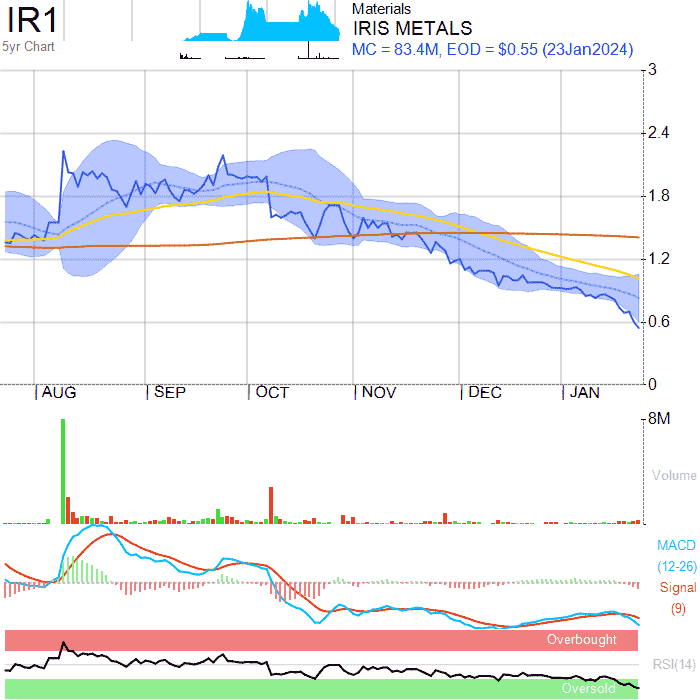 IR1
5yr Chart
Materials
IRIS METALS
MC = 83.4M, EOD = $0.55 (23Jan2024)
3
2.4
1.8
1.2
0.6
0
AUG SEP OCT NOV DEC JAN
8M
Volume
MACD
(12-26)
Signal
(9)
Overbought
RSI(14)
Oversold